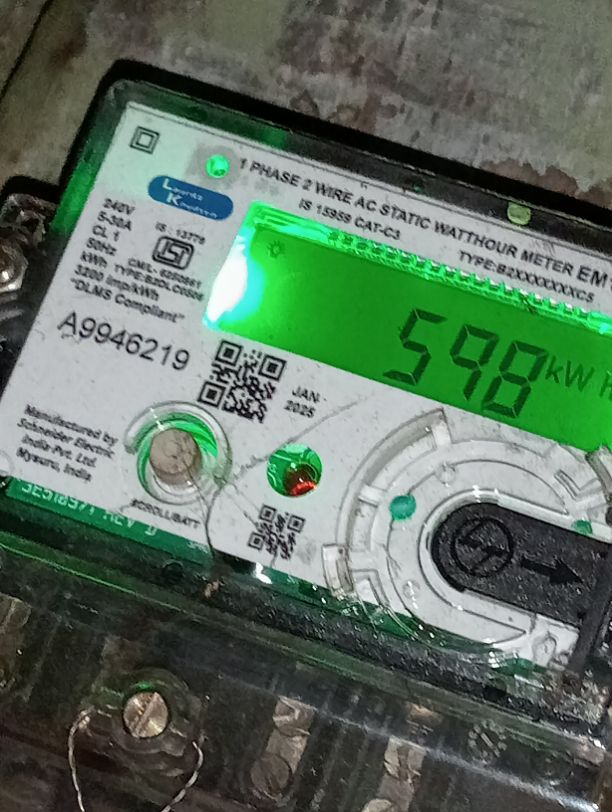 1 PHASE 2 WIRE AC STATIC WATTHOUR METER EM
IS 15959 CAT-C3
TYPE:B2XXXXXXXC5
L
K
240V
5-30A
CL 1
50Hz
kWh
3200 imp/kWh
"DLMS Compliant"
IS : 13779
CM/L-
598
kW
A9946219
JAN
2025
Manufactured by
Schneider Electric
India Pvt. Ltd.
Mysuru, India
SCROLL/BATT